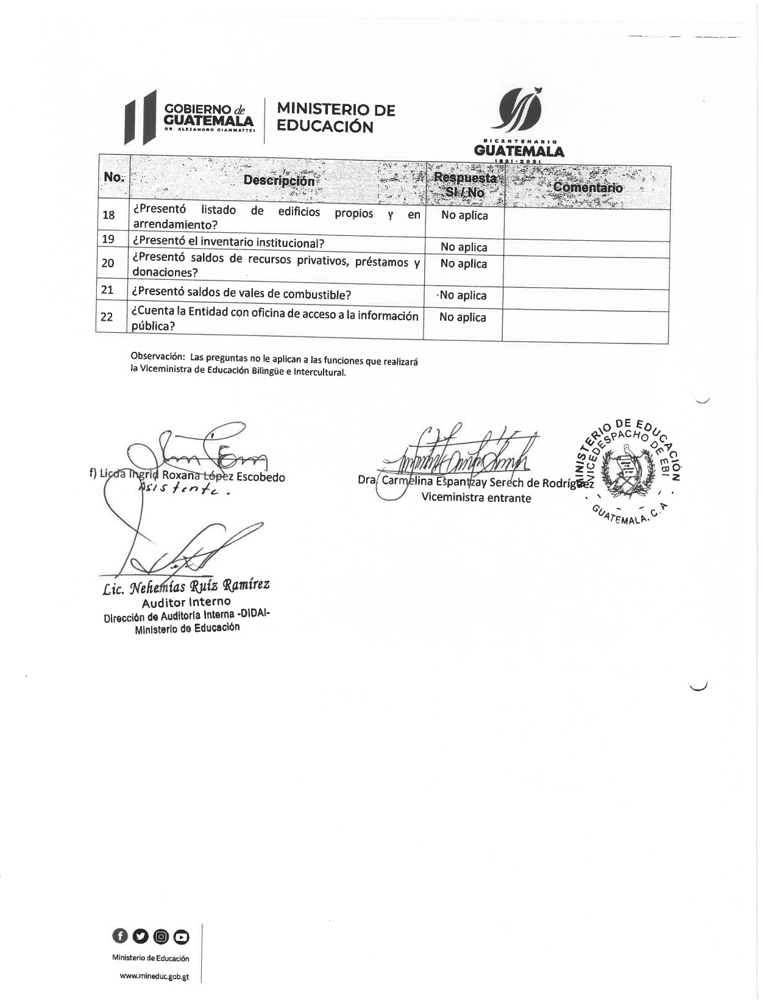 GOBIERNO de
GUATEMALA
DR. ALEJANDRO GIAMMATTEI
MINISTERIO DE
EDUCACIÓN
BICENTENARIO
GUATEMALA
1821-2021
No. Descripción Respuesta SI / No Comentario
18 ¿Presentó listado de edificios propios y en No aplica
arrendamiento?
19 ¿Presentó el inventario institucional? No aplica
20 ¿Presentó saldos de recursos privativos, préstamos y No aplica
donaciones?
21 ¿Presentó saldos de vales de combustible? No aplica
22 ¿Cuenta la Entidad con oficina de acceso a la información No aplica
pública?
Observación: Las preguntas no le aplican a las funciones que realizará
la Viceministra de Educación Bilingüe e Intercultural.
f) Licda Ingrid Roxana López Escobedo
Asistente.
Dra. Carmelina Espantzay Serech de Rodríguez
Viceministra entrante
MINISTERIO DE EDUCACIÓN
VICEDESPACHO DE EBI
GUATEMALA, C. A.
Lic. Nehemías Ruíz Ramírez
Auditor Interno
Dirección de Auditoría Interna -DIDAI-
Ministerio de Educación
Ministerio de Educación
www.mineduc.gob.gt